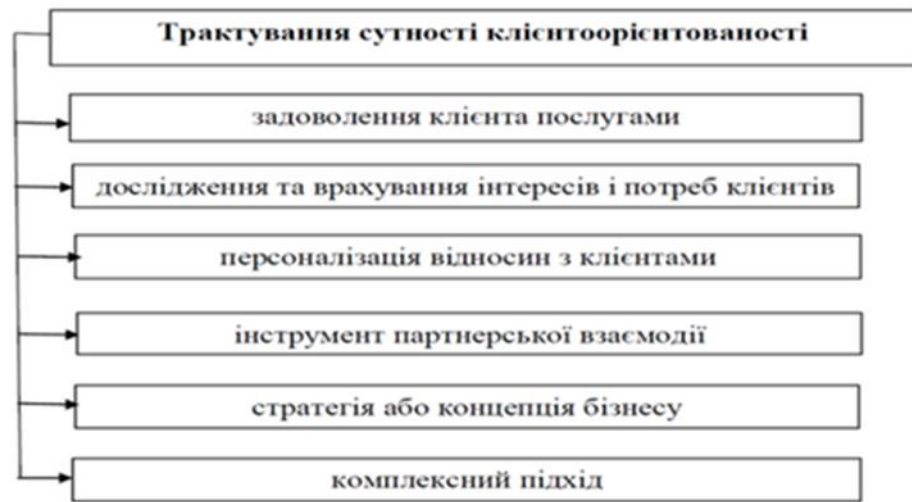 Трактування сутності клієнтоорієнтованості
задоволення клієнта послугами
дослідження та врахування інтересів і потреб клієнтів
персоналізація відносин з клієнтами
інструмент партнерської взаємодії
стратегія або концепція бізнесу
комплексний підхід